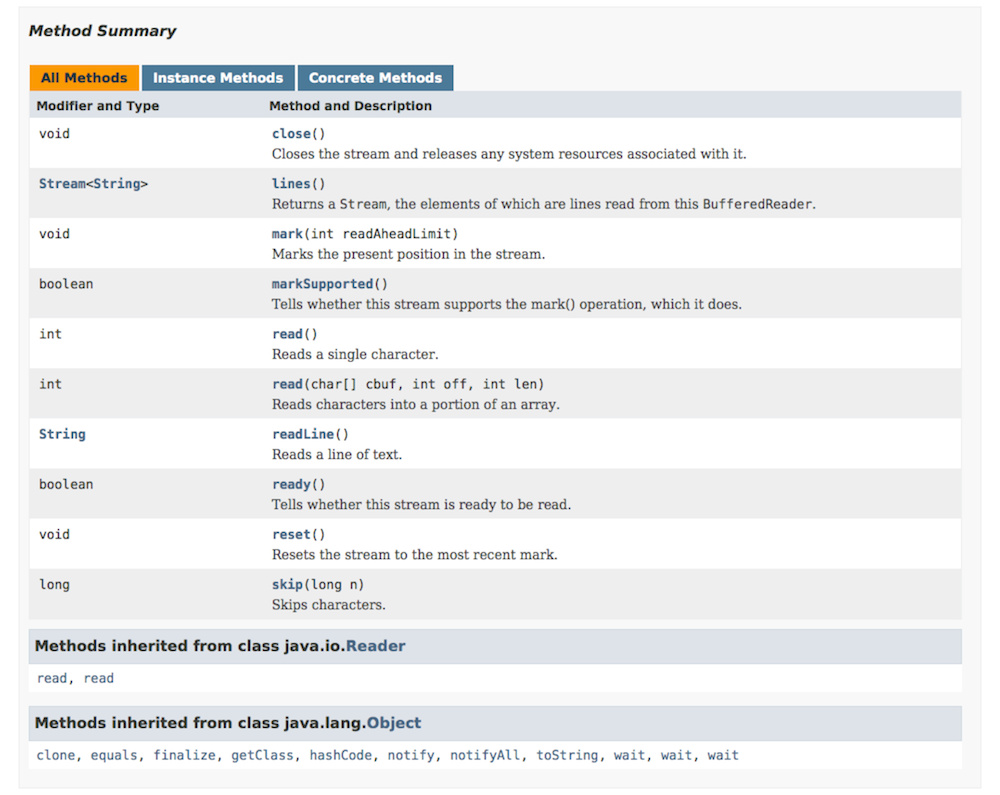 Method Summary
All Methods Instance Methods Concrete Methods
Modifier and Type Method and Description
void close()
Closes the stream and releases any system resources associated with it.
Stream<String> lines()
Returns a Stream, the elements of which are lines read from this BufferedReader.
void mark(int readAheadLimit)
Marks the present position in the stream.
boolean markSupported()
Tells whether this stream supports the mark() operation, which it does.
int read()
Reads a single character.
int read(char[] cbuf, int off, int len)
Reads characters into a portion of an array.
String readLine()
Reads a line of text.
boolean ready()
Tells whether this stream is ready to be read.
void reset()
Resets the stream to the most recent mark.
long skip(long n)
Skips characters.
Methods inherited from class java.io.Reader
read, read
Methods inherited from class java.lang.Object
clone, equals, finalize, getClass, hashCode, notify, notifyAll, toString, wait, wait, wait